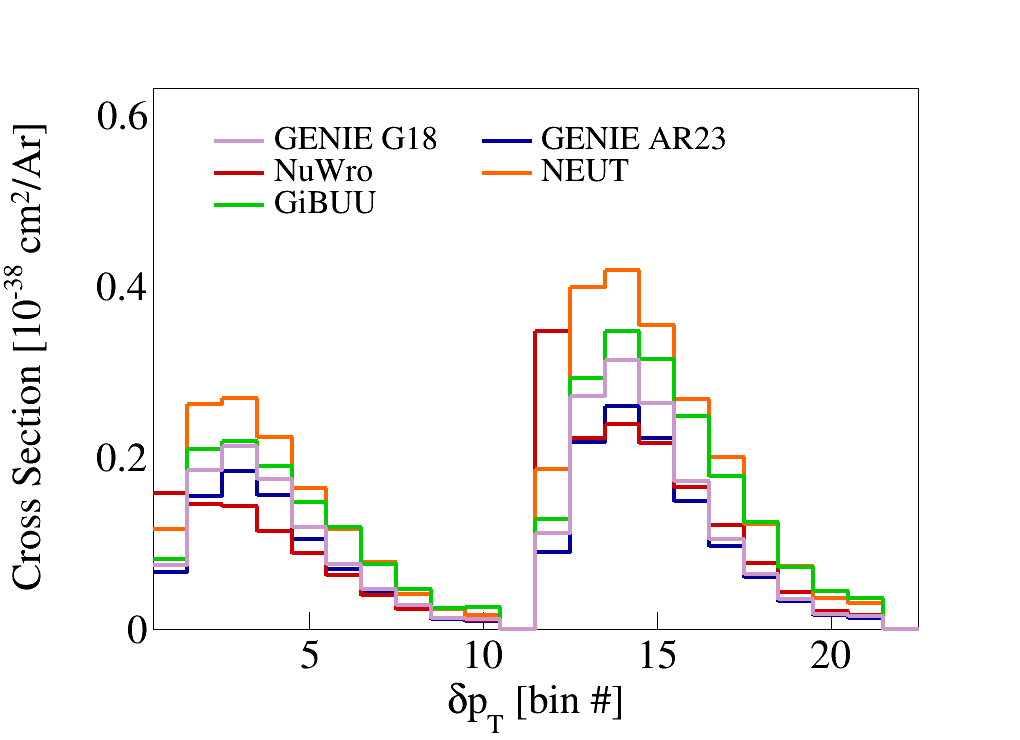 Cross Section [10⁻³⁸ cm²/Ar]
0.6
0.4
0.2
0
GENIE G18
GENIE AR23
NuWro
NEUT
GiBUU
5
10
15
20
δp_T [bin #]